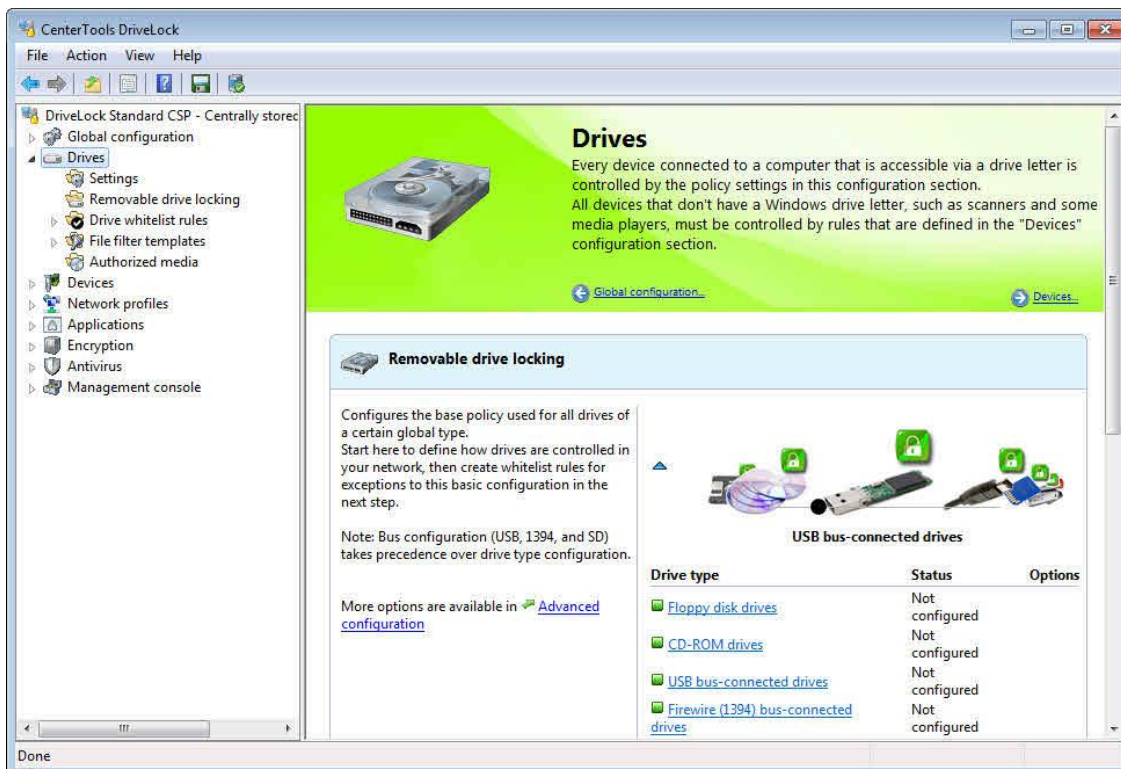 CenterTools DriveLock
File Action View Help
DriveLock Standard CSP - Centrally storec
Global configuration
Drives
Settings
Removable drive locking
Drive whitelist rules
File filter templates
Authorized media
Devices
Network profiles
Applications
Encryption
Antivirus
Management console
Drives
Every device connected to a computer that is accessible via a drive letter is
controlled by the policy settings in this configuration section.
All devices that don't have a Windows drive letter, such as scanners and some
media players, must be controlled by rules that are defined in the "Devices"
configuration section.
Global configuration...
Devices...
Removable drive locking
Configures the base policy used for all drives of
a certain global type.
Start here to define how drives are controlled in
your network, then create whitelist rules for
exceptions to this basic configuration in the
next step.
Note: Bus configuration (USB, 1394, and SD)
takes precedence over drive type configuration.
More options are available in Advanced
configuration
USB bus-connected drives
Drive type Status Options
Floppy disk drives Not
configured
CD-ROM drives Not
configured
USB bus-connected drives Not
configured
Firewire (1394) bus-connected Not
drives configured
Done